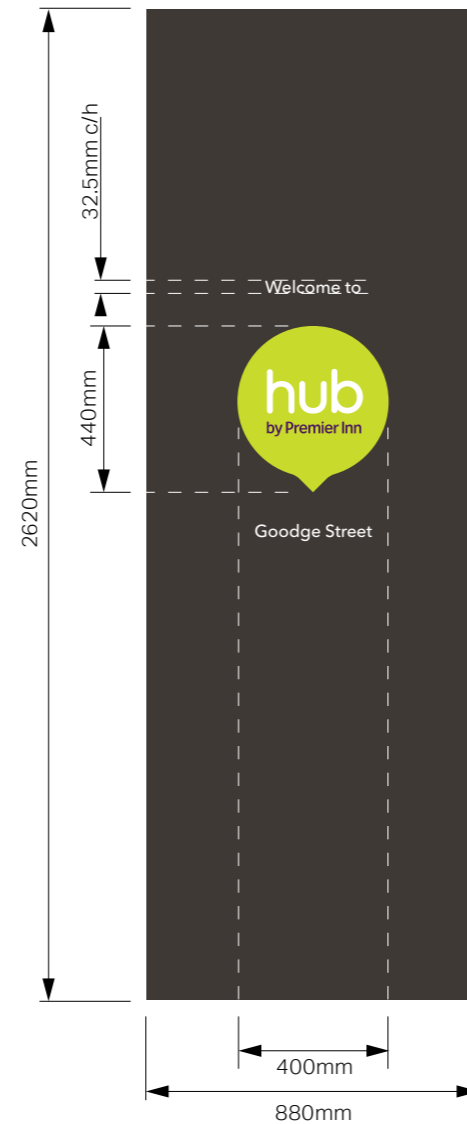 32.5mm c/h
Welcome to
440mm
hub
by Premier Inn
2620mm
Goodge Street
400mm
880mm